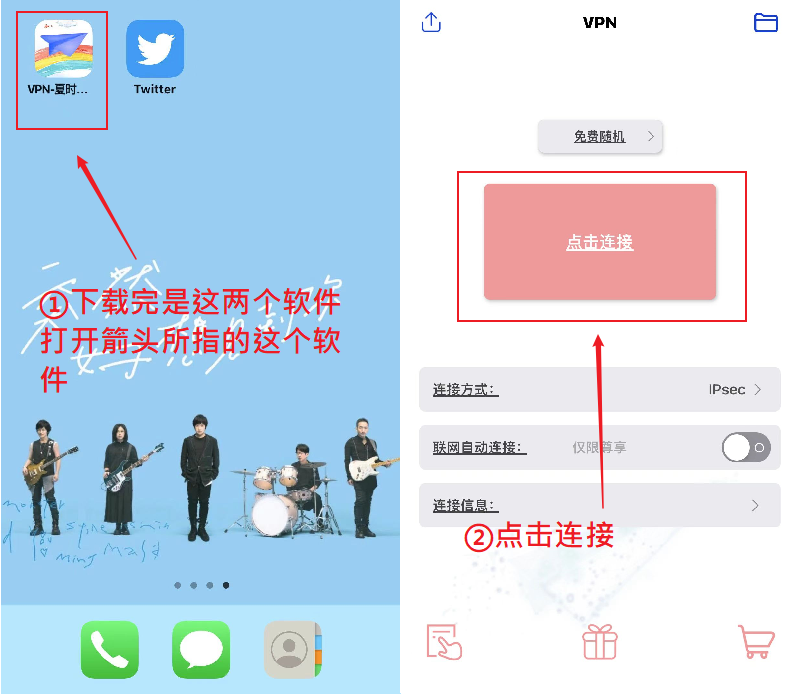 VPN-夏时...
Twitter
①下载完是这两个软件
打开箭头所指的这个软
件
VPN
免费随机
点击连接
连接方式：
IPsec
联网自动连接：
仅限尊享
连接信息：
②点击连接